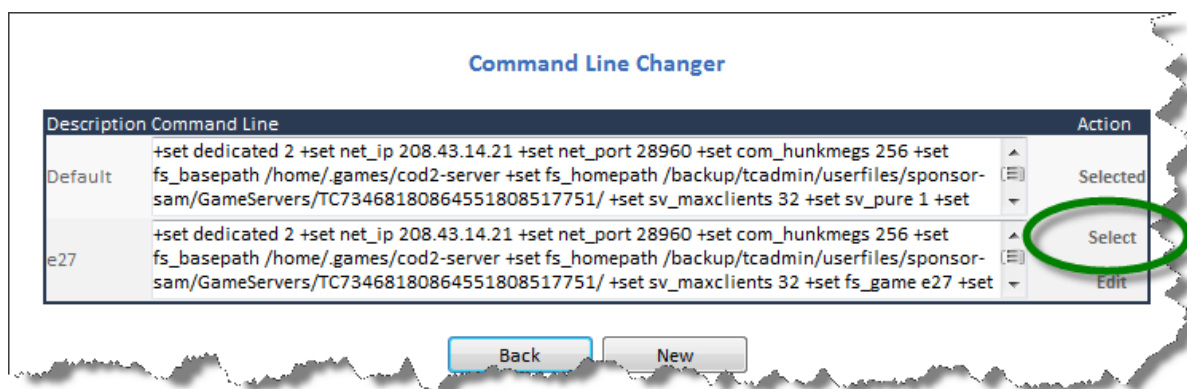 Command Line Changer
Description Command Line Action
+set dedicated 2 +set net_ip 208.43.14.21 +set net_port 28960 +set com_hunkmegs 256 +set
Default fs_basepath /home/.games/cod2-server +set fs_homepath /backup/tcadmin/userfiles/sponsor- Selected
sam/GameServers/TC73468180864551808517751/ +set sv_maxclients 32 +set sv_pure 1 +set
+set dedicated 2 +set net_ip 208.43.14.21 +set net_port 28960 +set com_hunkmegs 256 +set Select
e27 fs_basepath /home/.games/cod2-server +set fs_homepath /backup/tcadmin/userfiles/sponsor-
sam/GameServers/TC73468180864551808517751/ +set sv_maxclients 32 +set fs_game e27 +set Edit
Back New